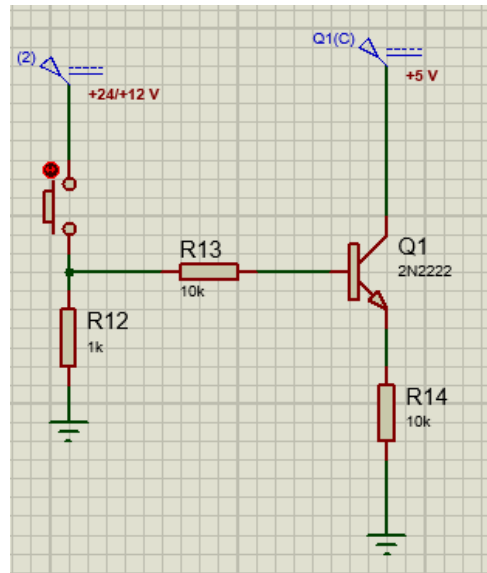 (2)
+24/+12 V
Q1(C)
+5 V
R13
10k
Q1
2N2222
R12
1k
R14
10k